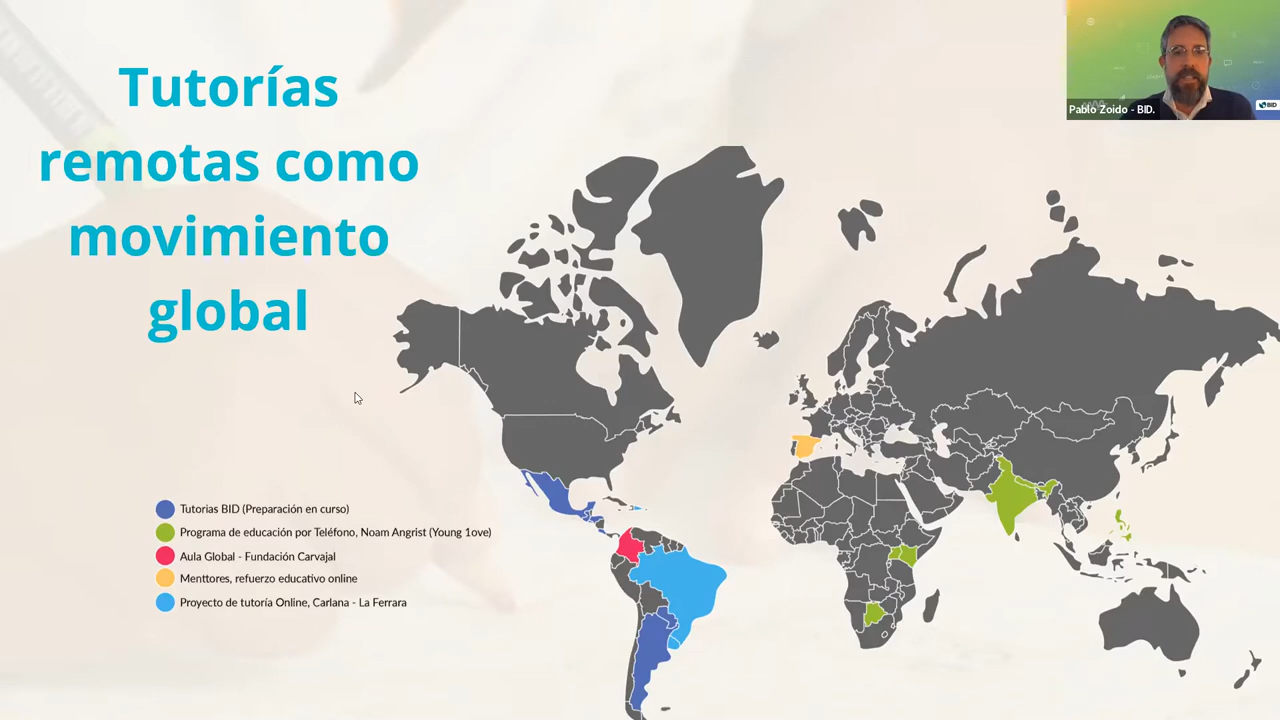 Tutorías
remotas como
movimiento
global
Pablo Zoido - BID.
BID
Tutorias BID (Preparación en curso)
Programa de educación por Teléfono, Noam Angrist (Young 1ove)
Aula Global - Fundación Carvajal
Menttores, refuerzo educativo online
Proyecto de tutoría Online, Carlana - La Ferrara